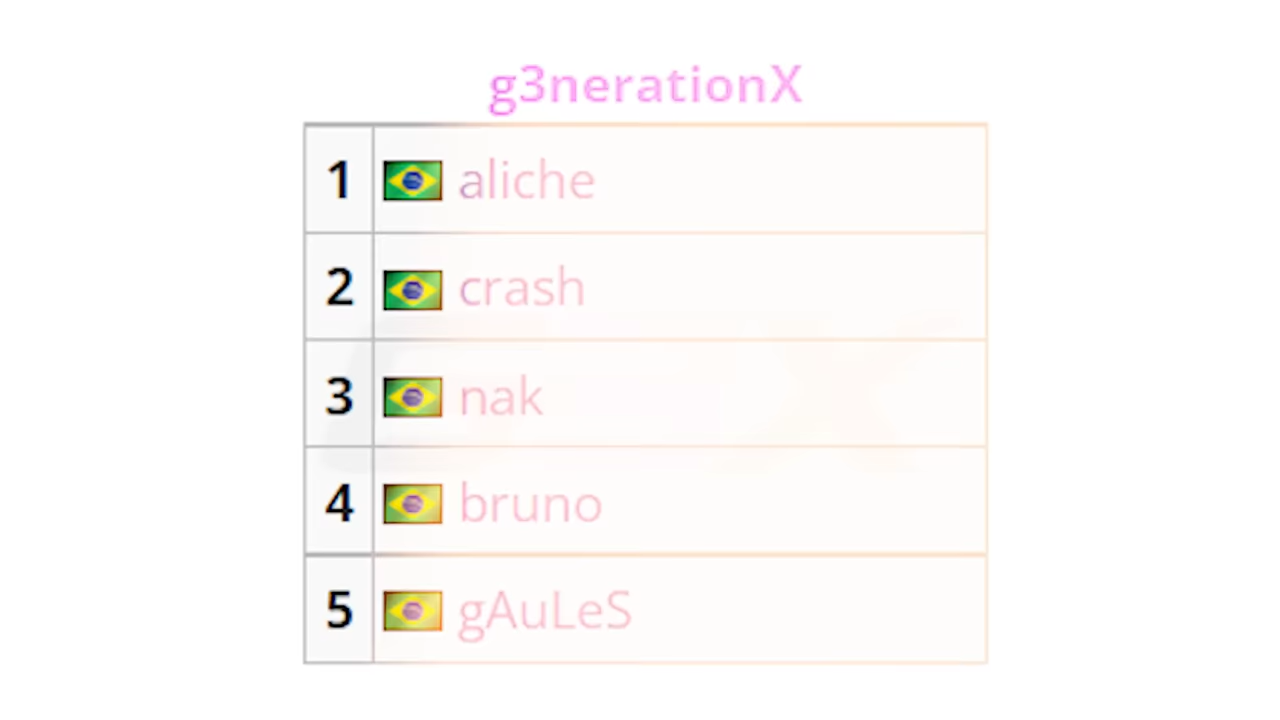 g3nerationX
1 aliche
2 crash
3 nak
4 bruno
5 gAuLeS